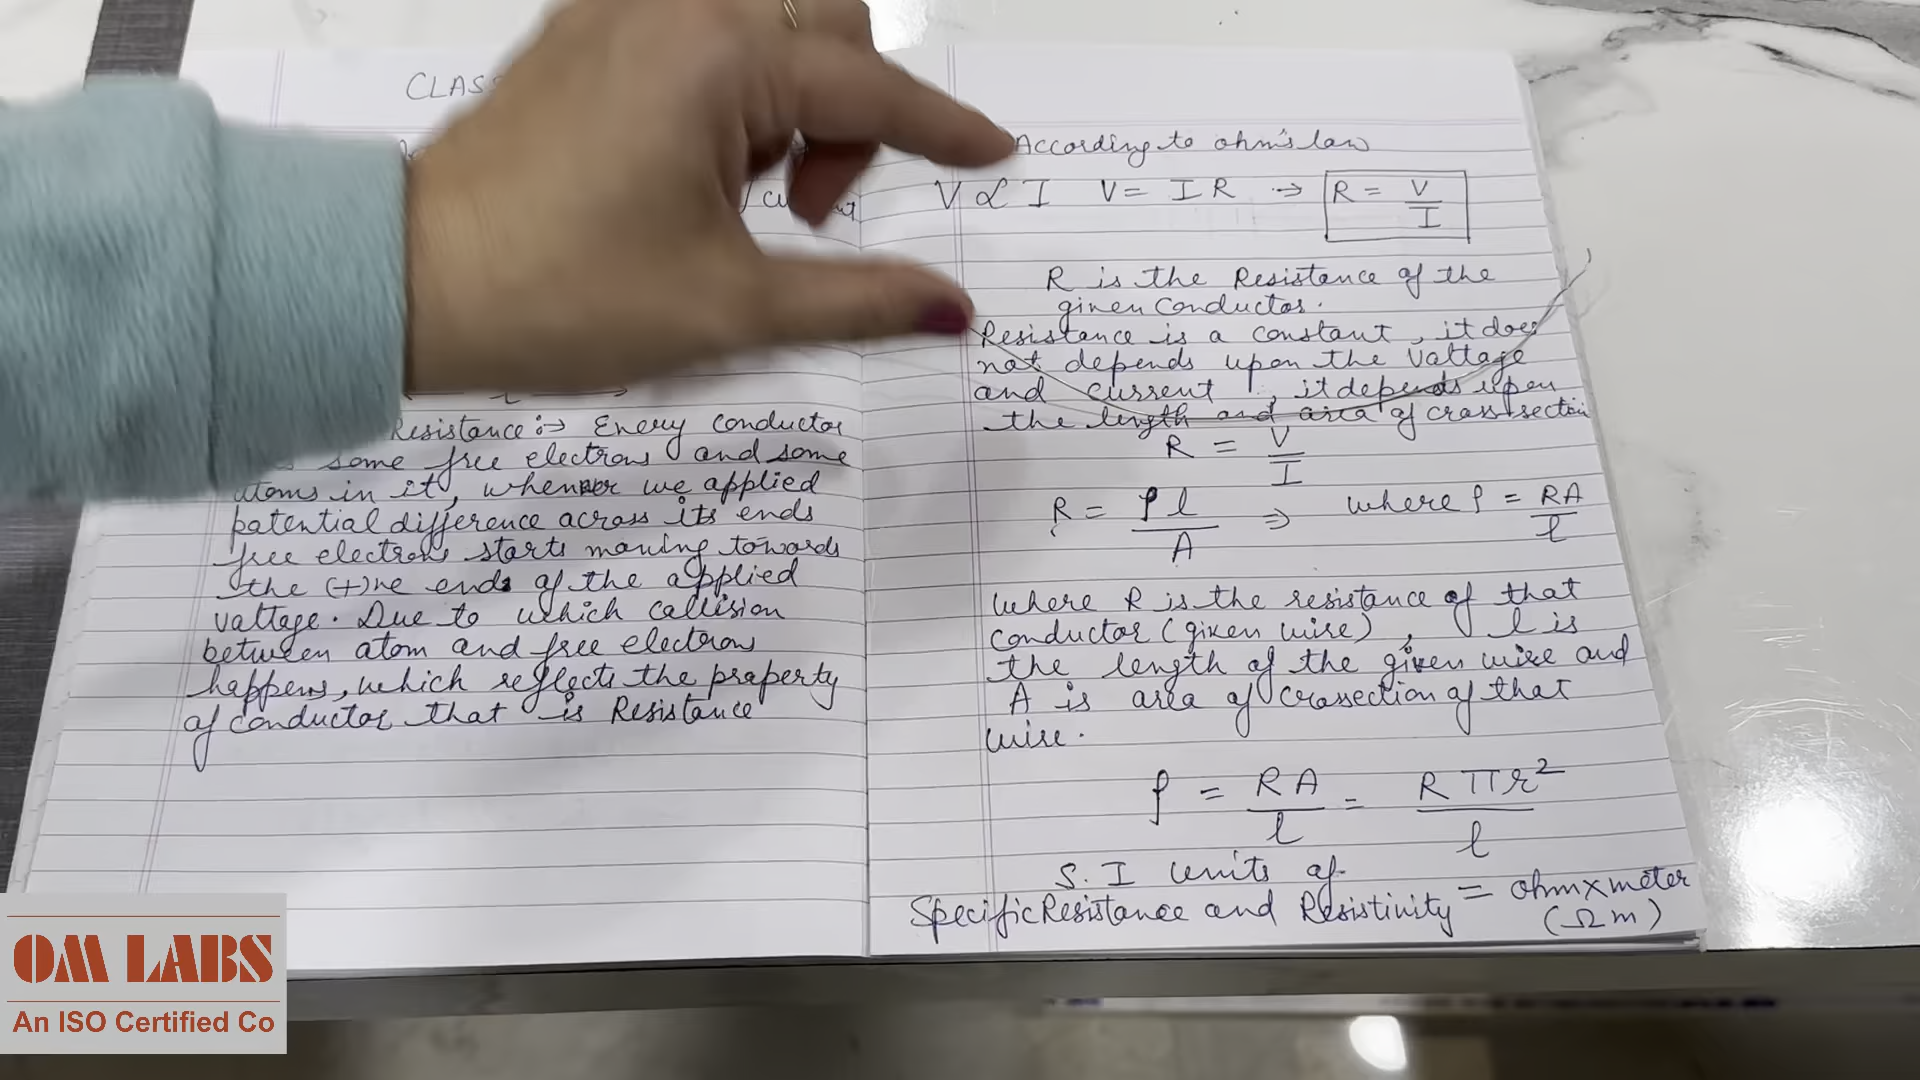 CLASS
According to ohm's law
V ∝ I V = I R → R = V/I
R is the Resistance of the
given conductor.
Resistance is a constant, it does
not depends upon the Valtage
and current, it depends upon
the length and area of cross section
R = V/I
R = ρl/A ⇒ where ρ = RA/l
where R is the resistance of that
conductor (given wire), l is
the length of the given wire and
A is area of crossection of that
wire.
ρ = RA/l = Rπr²/l
S.I units of
Specific Resistance and Resistivity = ohm×meter
(Ωm)
Resistance :→ Every conductor
some free electrons and some
atoms in it, whenver we applied
potential difference across its ends
free electrons starts moving towards
the (+)ve ends of the applied
valtage. Due to which collision
between atom and free electrons
happens, which reflects the property
of conductor that is Resistance
OM LABS
An ISO Certified Co